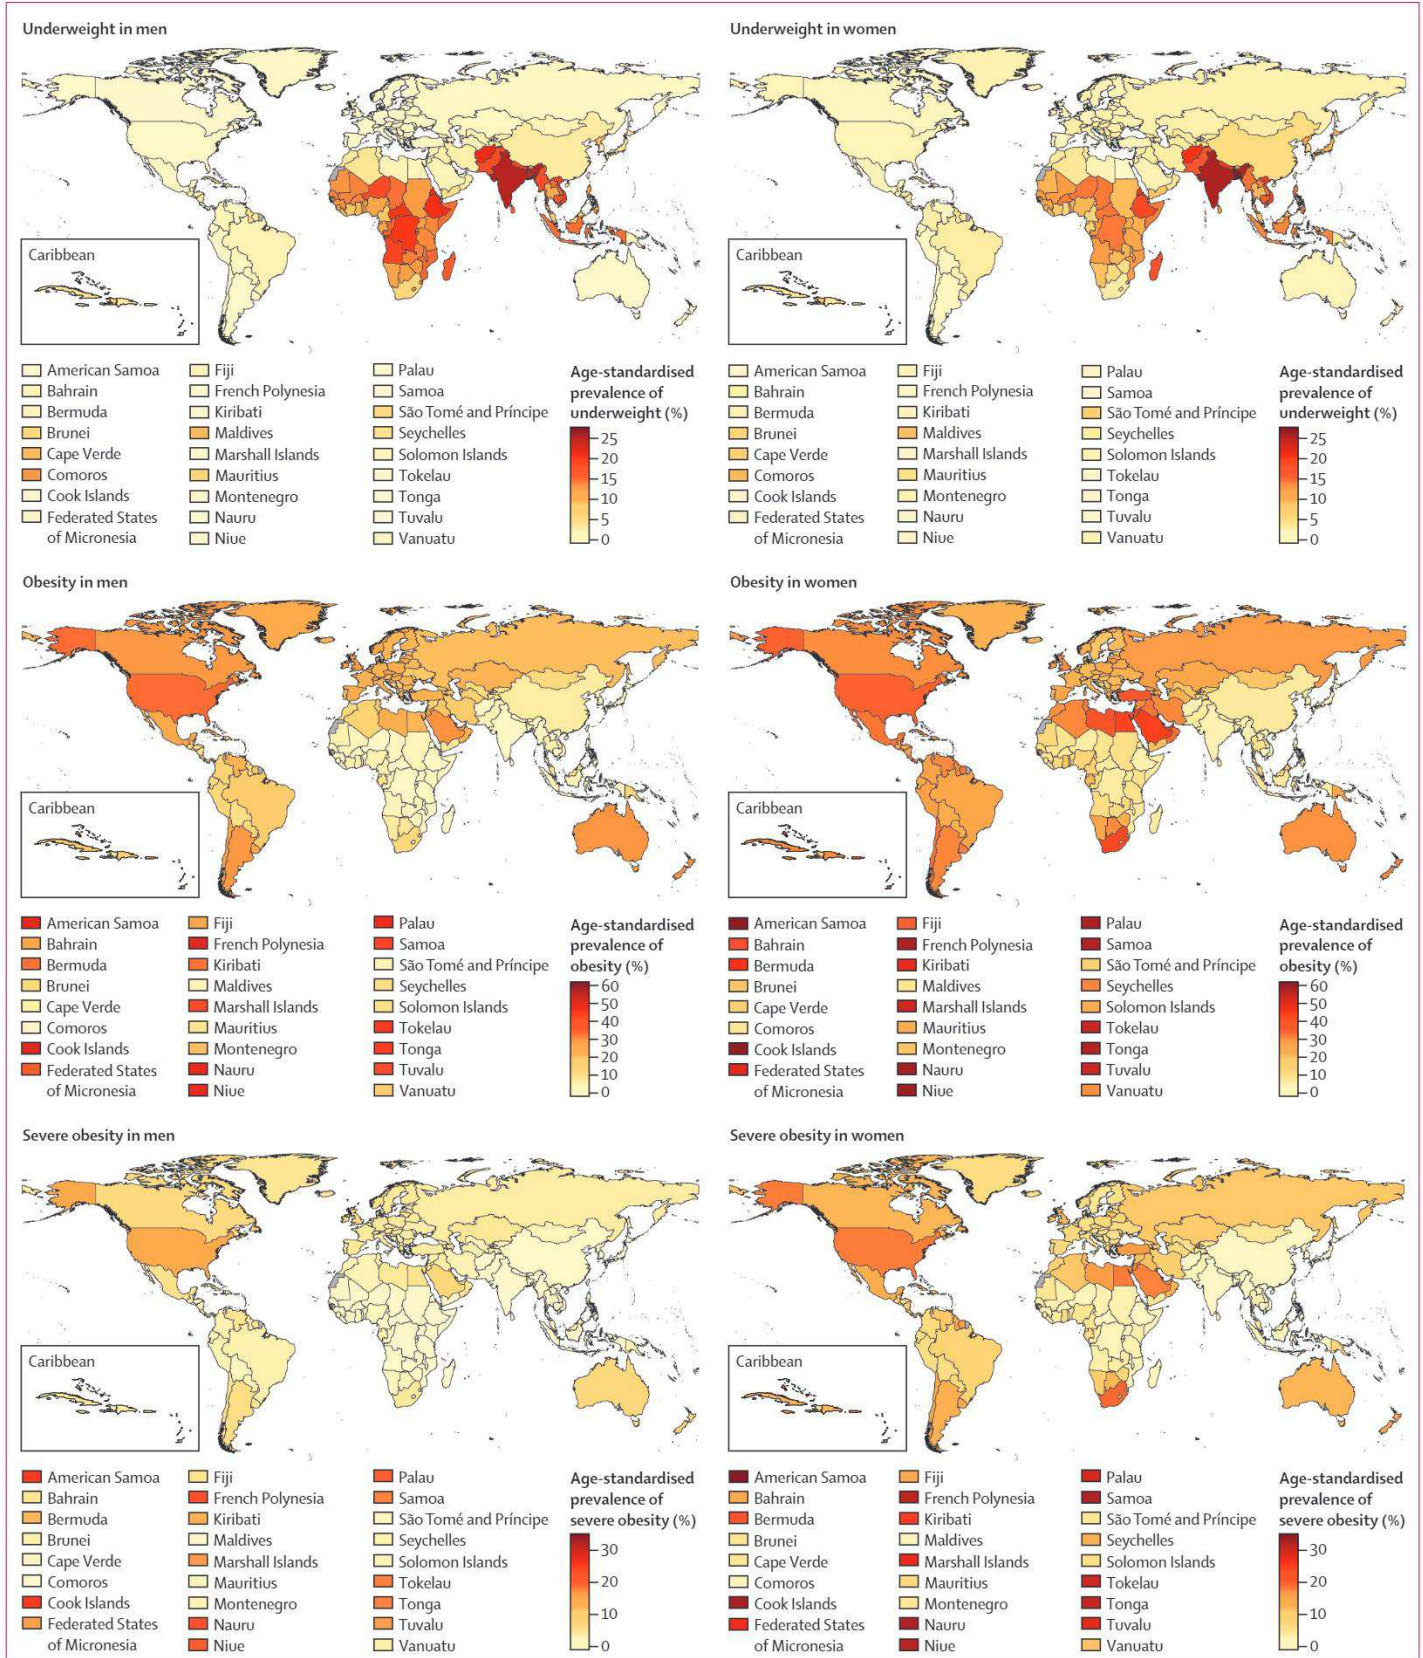 Underweight in men
Caribbean
American Samoa
Bahrain
Bermuda
Brunei
Cape Verde
Comoros
Cook Islands
Federated States
of Micronesia
Fiji
French Polynesia
Kiribati
Maldives
Marshall Islands
Mauritius
Montenegro
Nauru
Niue
Palau
Samoa
São Tomé and Príncipe
Seychelles
Solomon Islands
Tokelau
Tonga
Tuvalu
Vanuatu
Age-standardised
prevalence of
underweight (%)
25
20
15
10
5
0
Underweight in women
Caribbean
American Samoa
Bahrain
Bermuda
Brunei
Cape Verde
Comoros
Cook Islands
Federated States
of Micronesia
Fiji
French Polynesia
Kiribati
Maldives
Marshall Islands
Mauritius
Montenegro
Nauru
Niue
Palau
Samoa
São Tomé and Príncipe
Seychelles
Solomon Islands
Tokelau
Tonga
Tuvalu
Vanuatu
Age-standardised
prevalence of
underweight (%)
25
20
15
10
5
0
Obesity in men
Caribbean
American Samoa
Bahrain
Bermuda
Brunei
Cape Verde
Comoros
Cook Islands
Federated States
of Micronesia
Fiji
French Polynesia
Kiribati
Maldives
Marshall Islands
Mauritius
Montenegro
Nauru
Niue
Palau
Samoa
São Tomé and Príncipe
Seychelles
Solomon Islands
Tokelau
Tonga
Tuvalu
Vanuatu
Age-standardised
prevalence of
obesity (%)
60
50
40
30
20
10
0
Obesity in women
Caribbean
American Samoa
Bahrain
Bermuda
Brunei
Cape Verde
Comoros
Cook Islands
Federated States
of Micronesia
Fiji
French Polynesia
Kiribati
Maldives
Marshall Islands
Mauritius
Montenegro
Nauru
Niue
Palau
Samoa
São Tomé and Príncipe
Seychelles
Solomon Islands
Tokelau
Tonga
Tuvalu
Vanuatu
Age-standardised
prevalence of
obesity (%)
60
50
40
30
20
10
0
Severe obesity in men
Caribbean
American Samoa
Bahrain
Bermuda
Brunei
Cape Verde
Comoros
Cook Islands
Federated States
of Micronesia
Fiji
French Polynesia
Kiribati
Maldives
Marshall Islands
Mauritius
Montenegro
Nauru
Niue
Palau
Samoa
São Tomé and Príncipe
Seychelles
Solomon Islands
Tokelau
Tonga
Tuvalu
Vanuatu
Age-standardised
prevalence of
severe obesity (%)
30
20
10
0
Severe obesity in women
Caribbean
American Samoa
Bahrain
Bermuda
Brunei
Cape Verde
Comoros
Cook Islands
Federated States
of Micronesia
Fiji
French Polynesia
Kiribati
Maldives
Marshall Islands
Mauritius
Montenegro
Nauru
Niue
Palau
Samoa
São Tomé and Príncipe
Seychelles
Solomon Islands
Tokelau
Tonga
Tuvalu
Vanuatu
Age-standardised
prevalence of
severe obesity (%)
30
20
10
0